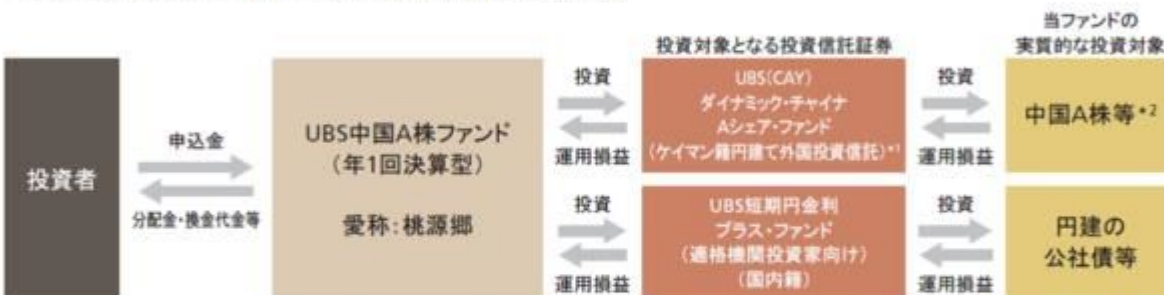 当ファンドの
実質的な投資対象
投資対象となる投資信託証券
投資者
申込金
分配金・換金代金等
UBS中国A株ファンド
(年1回決算型)
愛称:桃源郷
投資
運用損益
UBS(CAY)
ダイナミック・チャイナ
Aシェア・ファンド
(ケイマン籍円建て外国投資信託)*1
投資
運用損益
中国A株等*2
投資
運用損益
UBS短期円金利
プラス・ファンド
(適格機関投資家向け)
(国内籍)
投資
運用損益
円建の
公社債等